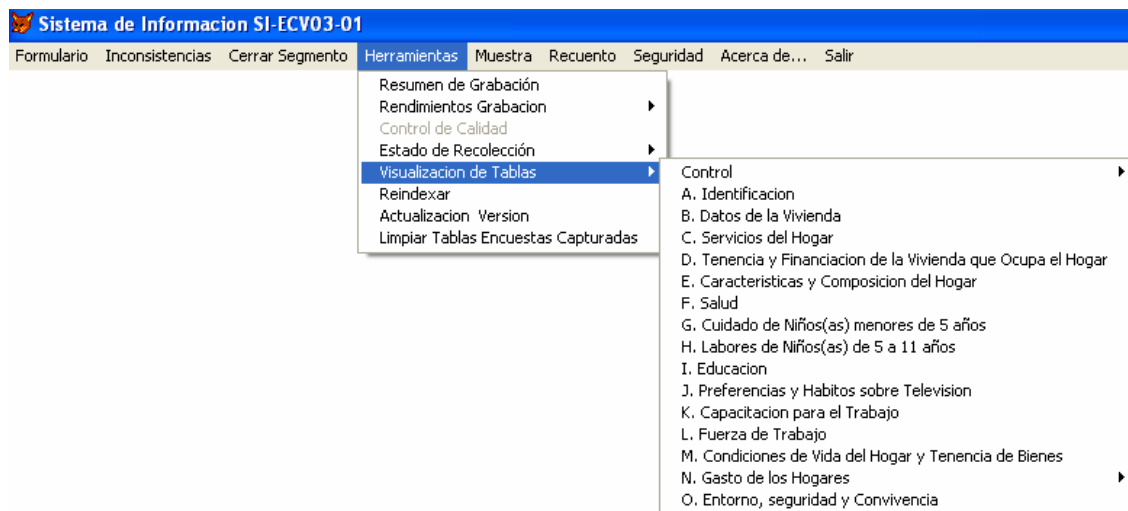 Sistema de Informacion SI-ECV03-01
Formulario Inconsistencias Cerrar Segmento Herramientas Muestra Recuento Seguridad Acerca de... Salir
Resumen de Grabación
Rendimientos Grabacion
Control de Calidad
Estado de Recolección
Visualizacion de Tablas
Reindexar
Actualizacion Version
Limpiar Tablas Encuestas Capturadas
Control
A. Identificacion
B. Datos de la Vivienda
C. Servicios del Hogar
D. Tenencia y Financiacion de la Vivienda que Ocupa el Hogar
E. Caracteristicas y Composicion del Hogar
F. Salud
G. Cuidado de Niños(as) menores de 5 años
H. Labores de Niños(as) de 5 a 11 años
I. Educacion
J. Preferencias y Habitos sobre Television
K. Capacitacion para el Trabajo
L. Fuerza de Trabajo
M. Condiciones de Vida del Hogar y Tenencia de Bienes
N. Gasto de los Hogares
O. Entorno, seguridad y Convivencia